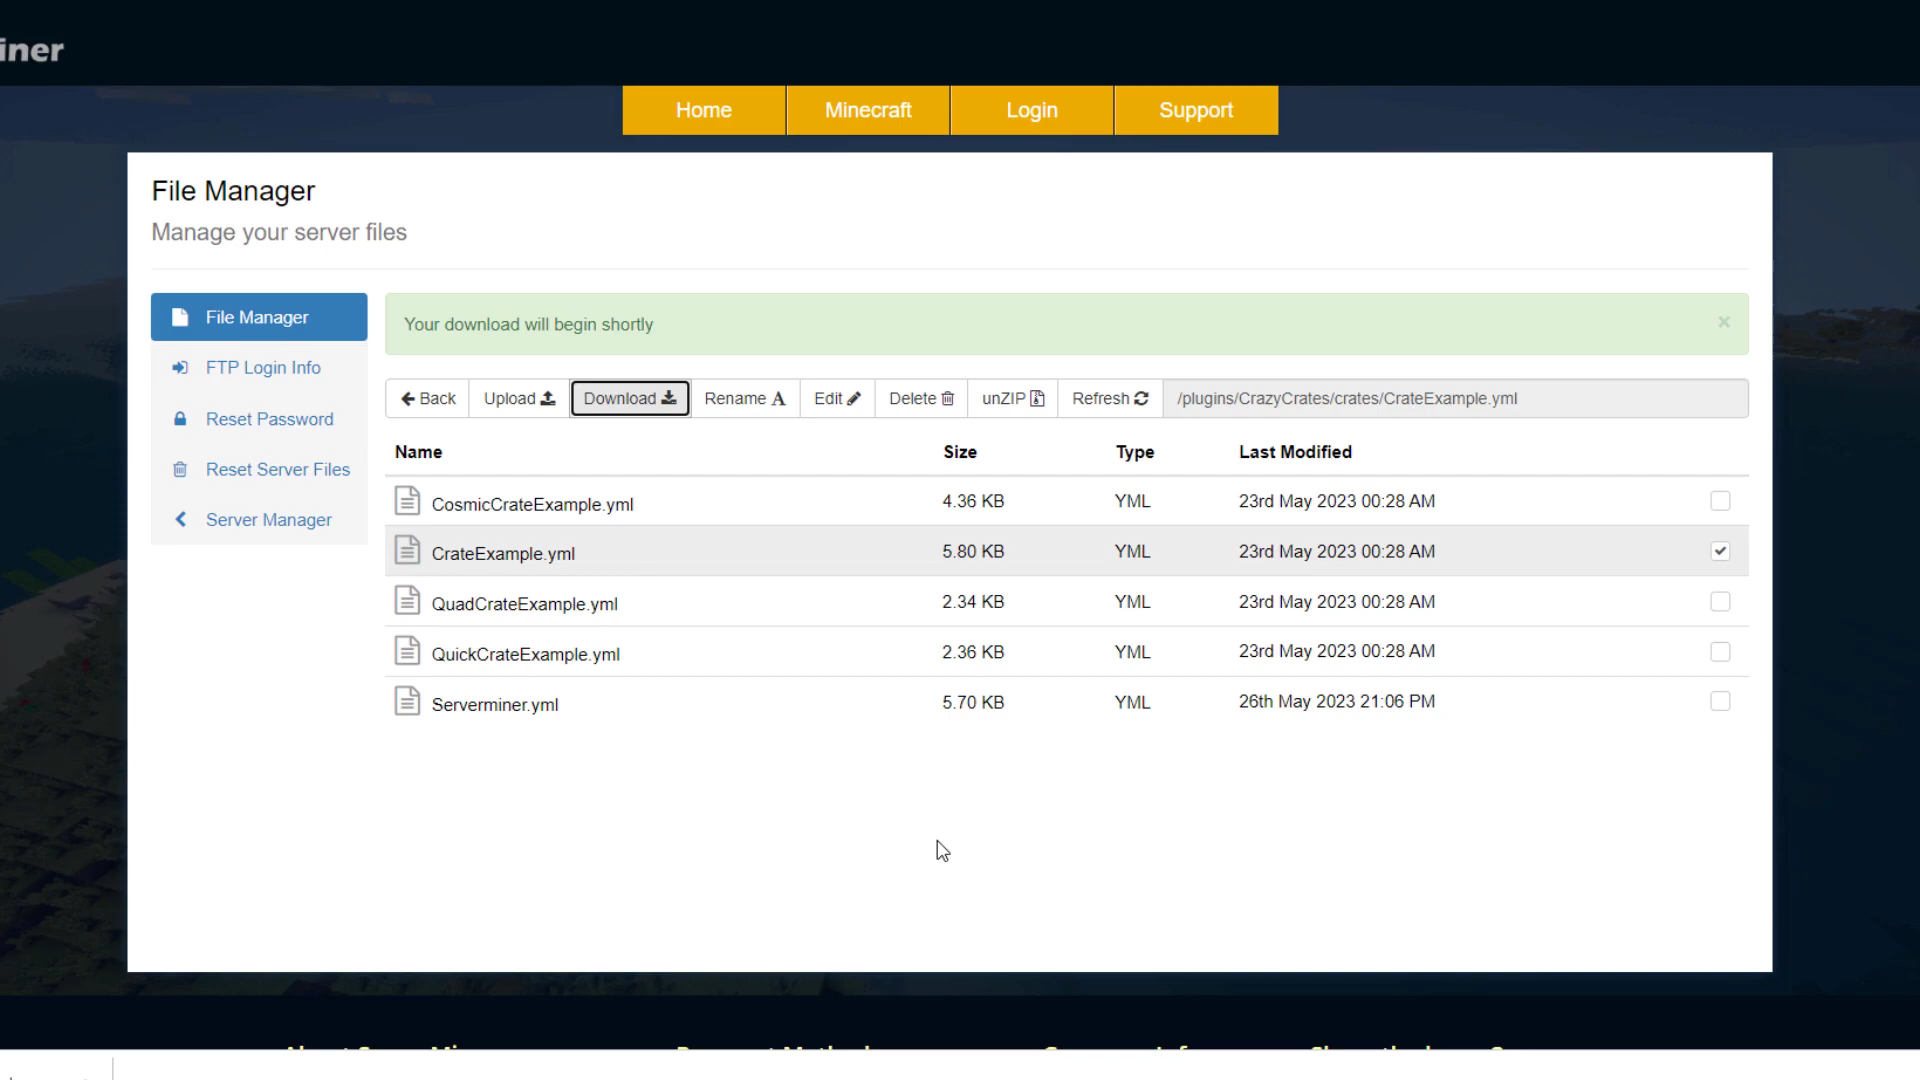 iner
Home Minecraft Login Support
File Manager
Manage your server files
File Manager
FTP Login Info
Reset Password
Reset Server Files
Server Manager
Your download will begin shortly ×
Back Upload Download Rename A Edit Delete unZIP Refresh /plugins/CrazyCrates/crates/CrateExample.yml
Name Size Type Last Modified
CosmicCrateExample.yml 4.36 KB YML 23rd May 2023 00:28 AM
CrateExample.yml 5.80 KB YML 23rd May 2023 00:28 AM
QuadCrateExample.yml 2.34 KB YML 23rd May 2023 00:28 AM
QuickCrateExample.yml 2.36 KB YML 23rd May 2023 00:28 AM
Serverminer.yml 5.70 KB YML 26th May 2023 21:06 PM